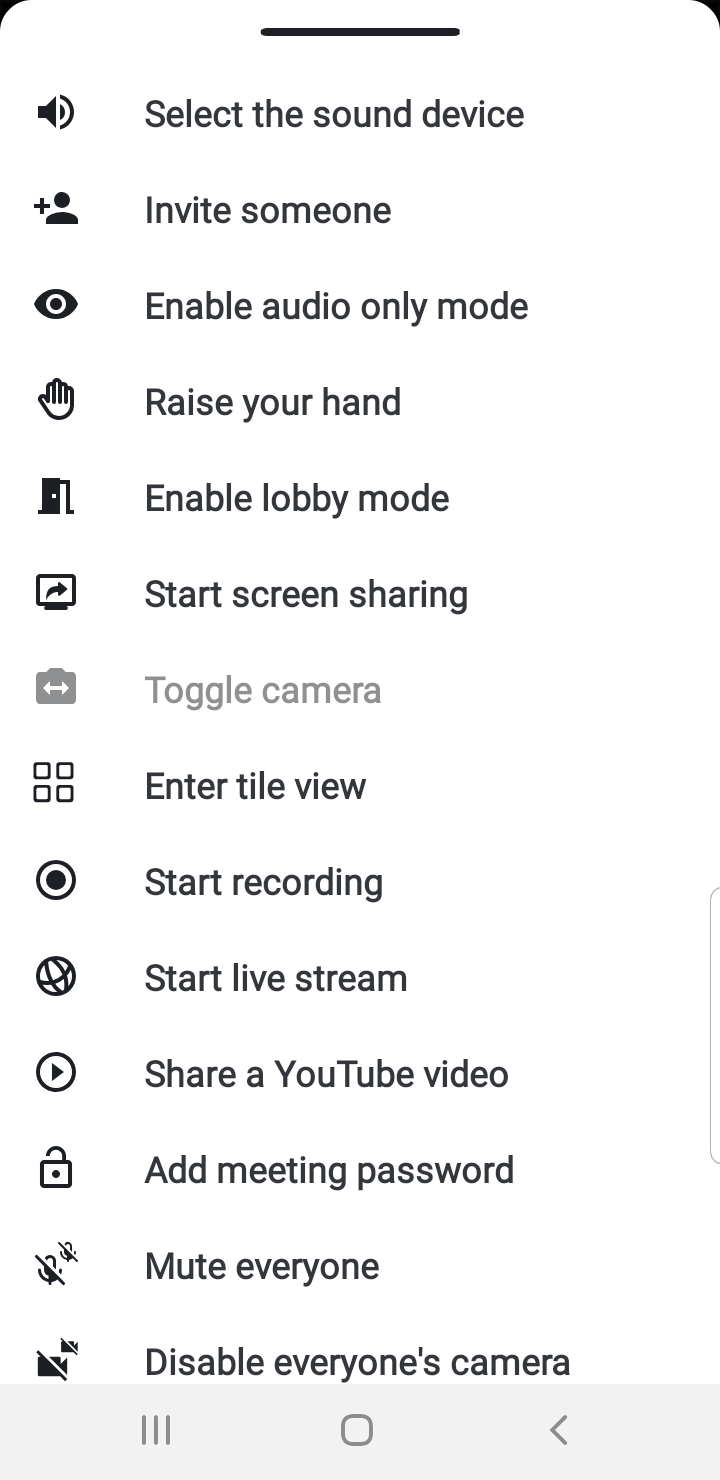 Select the sound device
Invite someone
Enable audio only mode
Raise your hand
Enable lobby mode
Start screen sharing
Toggle camera
Enter tile view
Start recording
Start live stream
Share a YouTube video
Add meeting password
Mute everyone
Disable everyone's camera